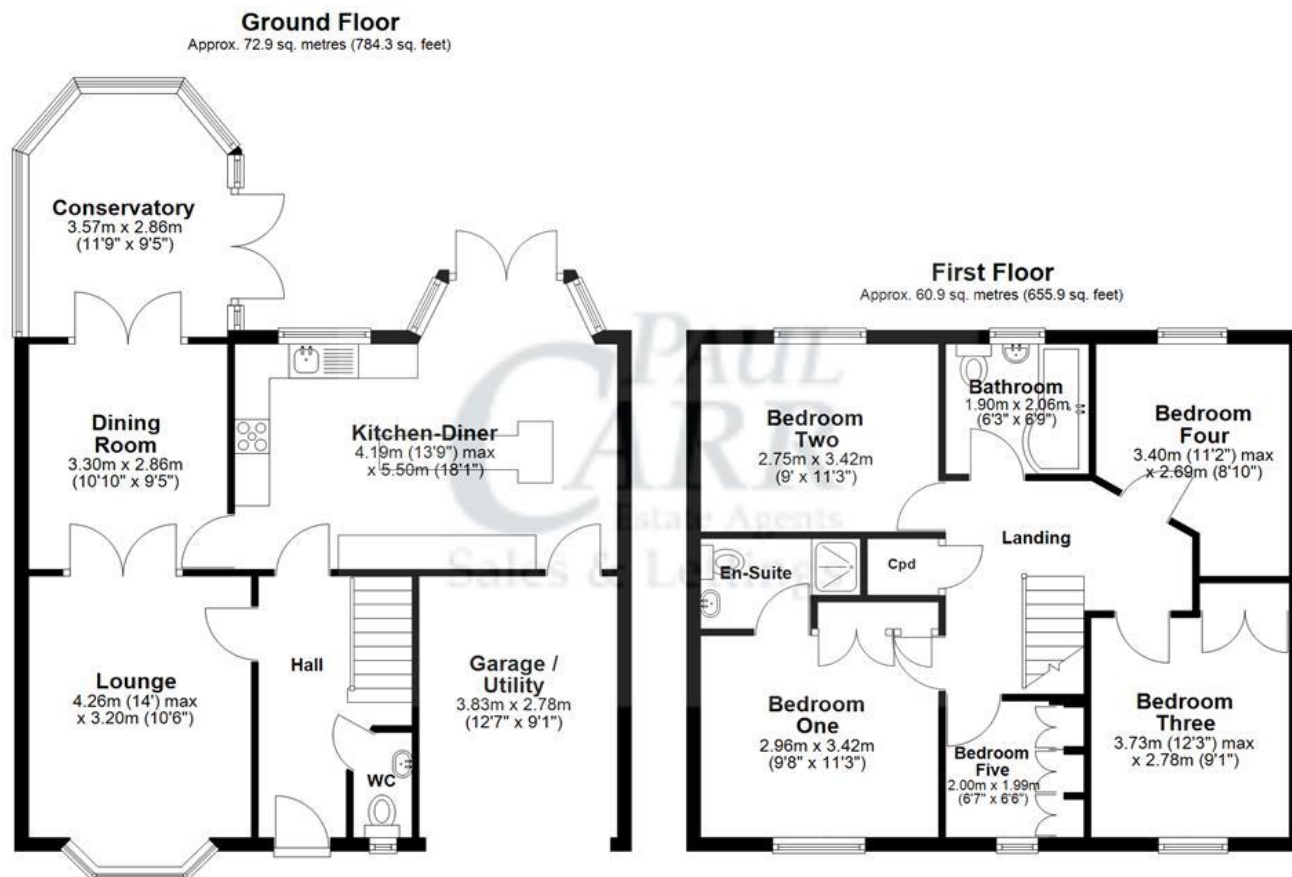 Ground Floor
Approx. 72.9 sq. metres (784.3 sq. feet)
Conservatory
3.57m x 2.86m
(11'9" x 9'5")
Dining
Room
3.30m x 2.86m
(10'10" x 9'5")
Kitchen-Diner
4.19m (13'9") max
x 5.50m (18'1")
Lounge
4.26m (14') max
x 3.20m (10'6")
Hall
WC
Garage /
Utility
3.83m x 2.78m
(12'7" x 9'1")
First Floor
Approx. 60.9 sq. metres (655.9 sq. feet)
Bedroom
Two
2.75m x 3.42m
(9' x 11'3")
Bathroom
1.90m x 2.06m
(6'3" x 6'9")
Bedroom
Four
3.40m (11'2") max
x 2.69m (8'10")
En-Suite
Cpd
Landing
Bedroom
One
2.96m x 3.42m
(9'8" x 11'3")
Bedroom
Five
2.00m x 1.99m
(6'7" x 6'6")
Bedroom
Three
3.73m (12'3") max
x 2.78m (9'1")
PAUL
CARR
Estate Agents
Sales & Lettings